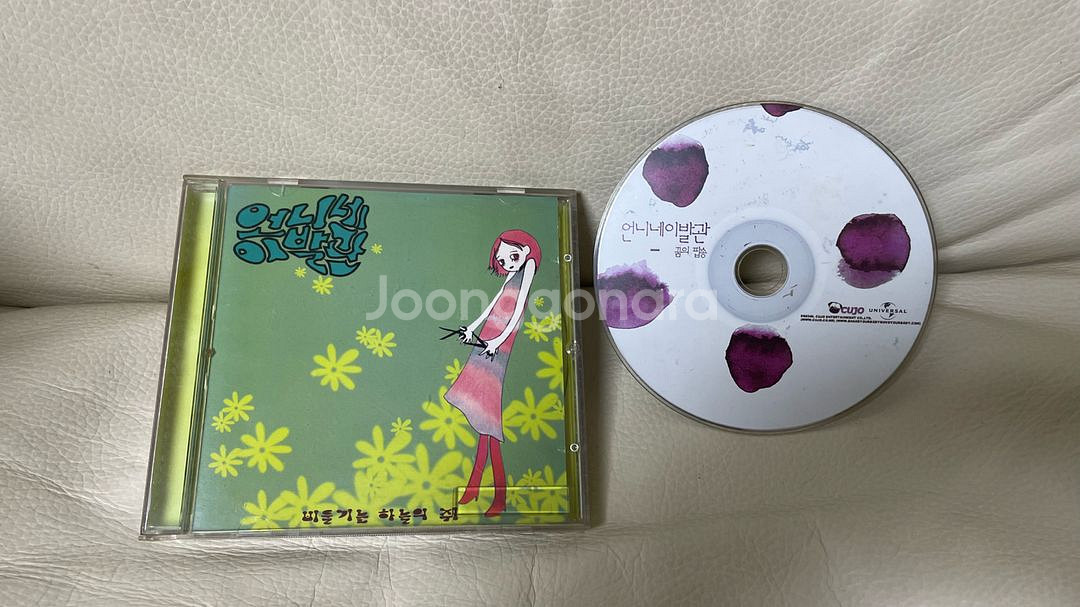 언니네
이발관
비둘기는 하늘의 쥐
Joonggonara
언니네이발관
꿈의 팝송
cujo UNIVERSAL